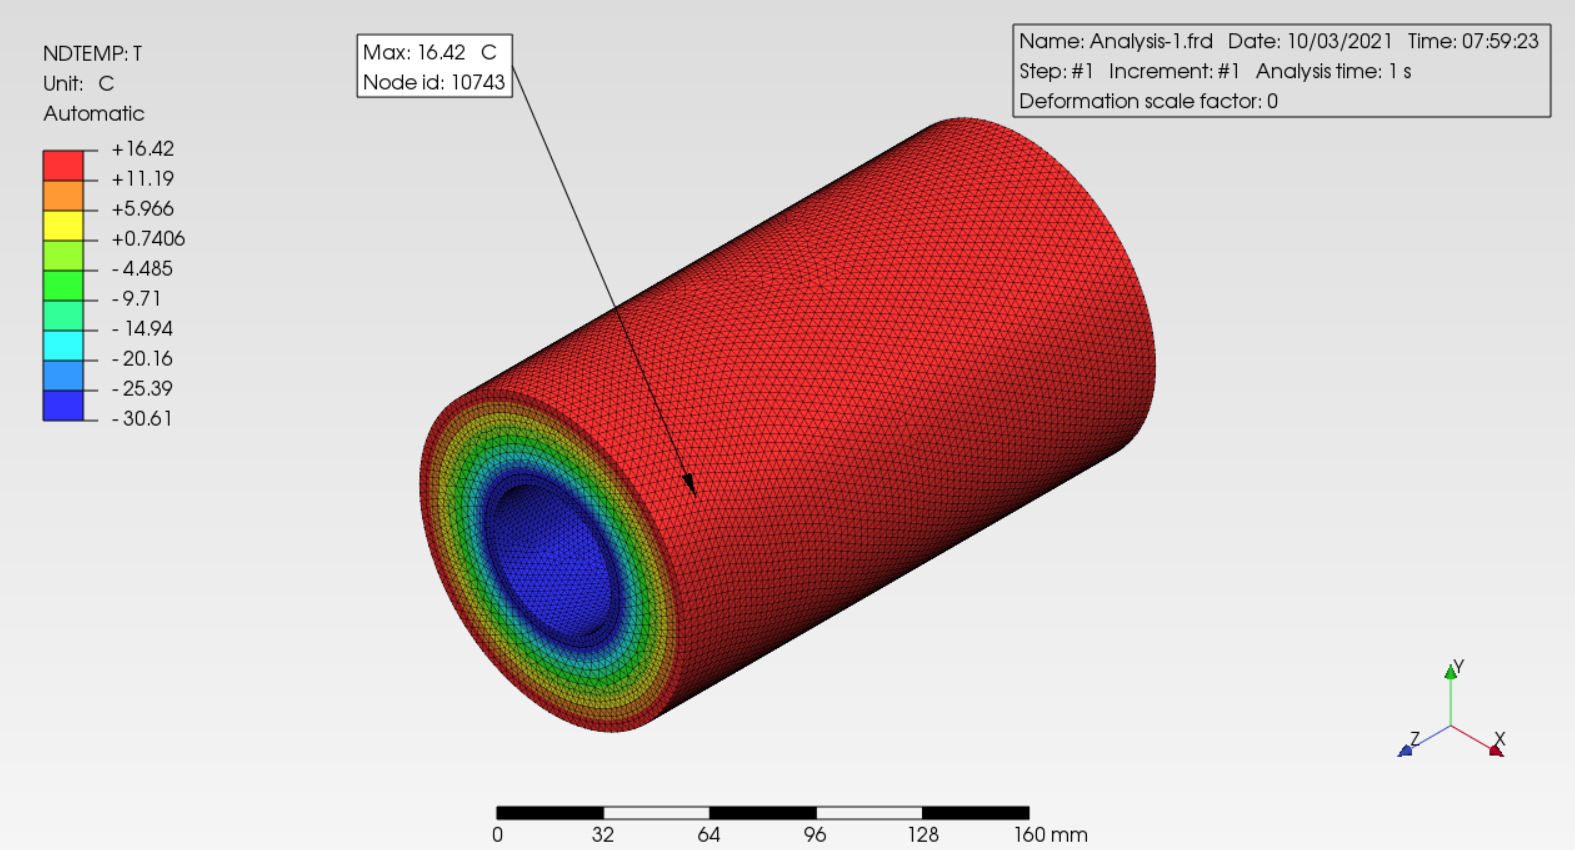 NDTEMP: T
Unit: C
Automatic
+16.42
+11.19
+5.966
+0.7406
-4.485
-9.71
-14.94
-20.16
-25.39
-30.61
Max: 16.42 C
Node id: 10743
Name: Analysis-1.frd Date: 10/03/2021 Time: 07:59:23
Step: #1 Increment: #1 Analysis time: 1 s
Deformation scale factor: 0
Y
Z X
0 32 64 96 128 160 mm